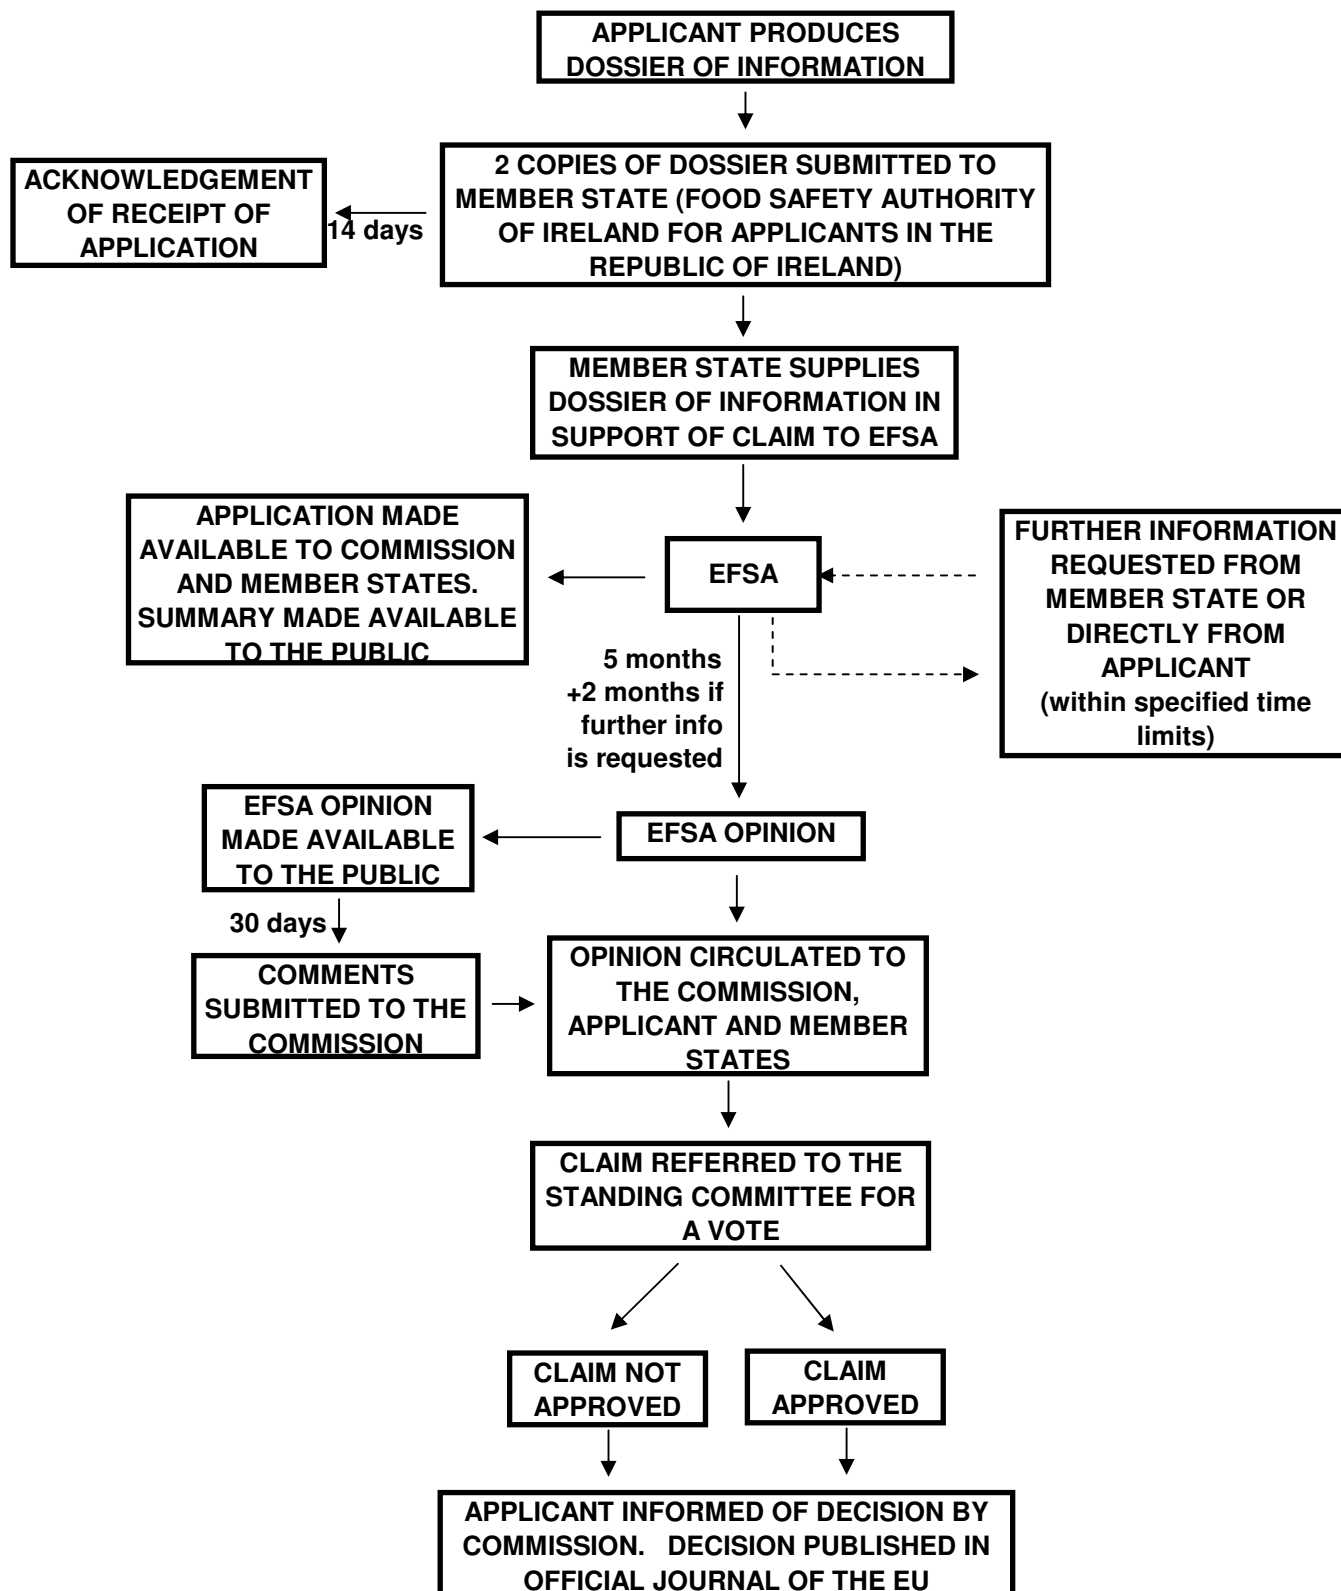 APPLICANT PRODUCES
DOSSIER OF INFORMATION
2 COPIES OF DOSSIER SUBMITTED TO
MEMBER STATE (FOOD SAFETY AUTHORITY
OF IRELAND FOR APPLICANTS IN THE
REPUBLIC OF IRELAND)
ACKNOWLEDGEMENT
OF RECEIPT OF
APPLICATION
14 days
MEMBER STATE SUPPLIES
DOSSIER OF INFORMATION IN
SUPPORT OF CLAIM TO EFSA
APPLICATION MADE
AVAILABLE TO COMMISSION
AND MEMBER STATES.
SUMMARY MADE AVAILABLE
TO THE PUBLIC
EFSA
FURTHER INFORMATION
REQUESTED FROM
MEMBER STATE OR
DIRECTLY FROM
APPLICANT
(within specified time
limits)
5 months
+2 months if
further info
is requested
EFSA OPINION
MADE AVAILABLE
TO THE PUBLIC
EFSA OPINION
30 days
COMMENTS
SUBMITTED TO THE
COMMISSION
OPINION CIRCULATED TO
THE COMMISSION,
APPLICANT AND MEMBER
STATES
CLAIM REFERRED TO THE
STANDING COMMITTEE FOR
A VOTE
CLAIM NOT
APPROVED
CLAIM
APPROVED
APPLICANT INFORMED OF DECISION BY
COMMISSION. DECISION PUBLISHED IN
OFFICIAL JOURNAL OF THE EU